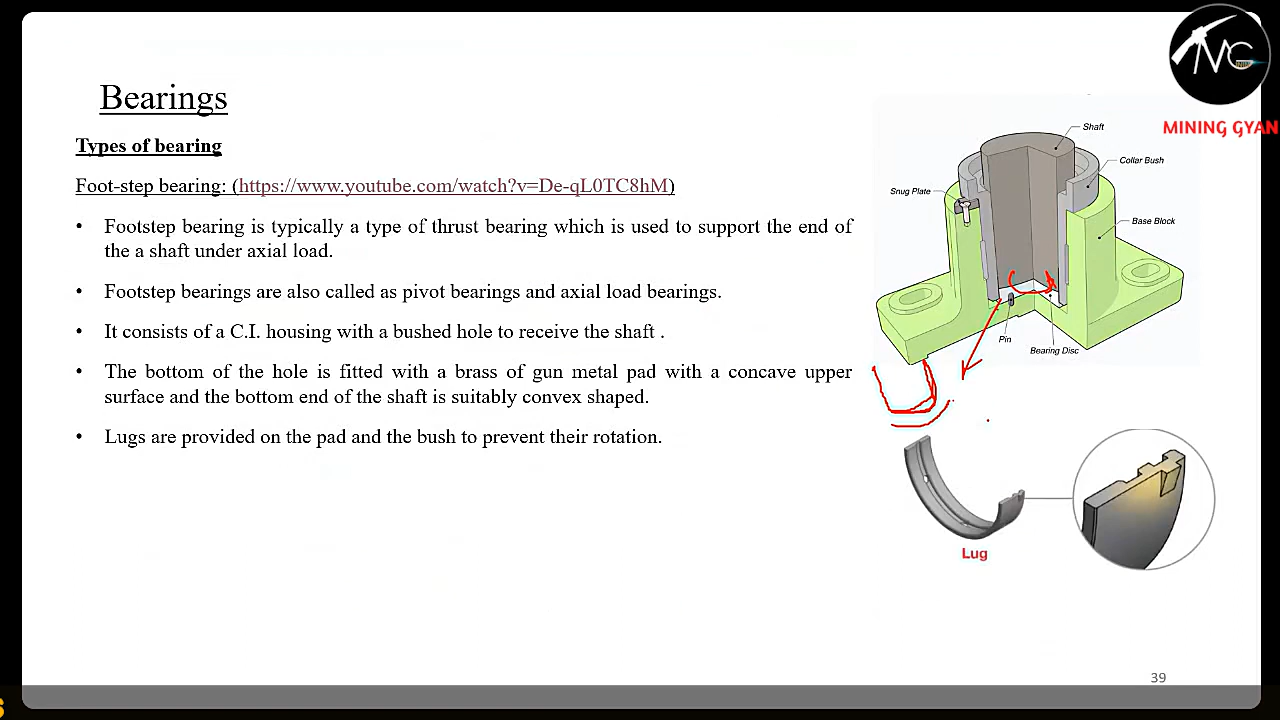 Bearings
Types of bearing
Foot-step bearing: (https://www.youtube.com/watch?v=De-qL0TC8hM)
• Footstep bearing is typically a type of thrust bearing which is used to support the end of
the a shaft under axial load.
• Footstep bearings are also called as pivot bearings and axial load bearings.
• It consists of a C.I. housing with a bushed hole to receive the shaft .
• The bottom of the hole is fitted with a brass of gun metal pad with a concave upper
surface and the bottom end of the shaft is suitably convex shaped.
• Lugs are provided on the pad and the bush to prevent their rotation.
MG
MINING GYAN
Shaft
Collar Bush
Snug Plate
Base Block
Pin
Bearing Disc
Lug
39